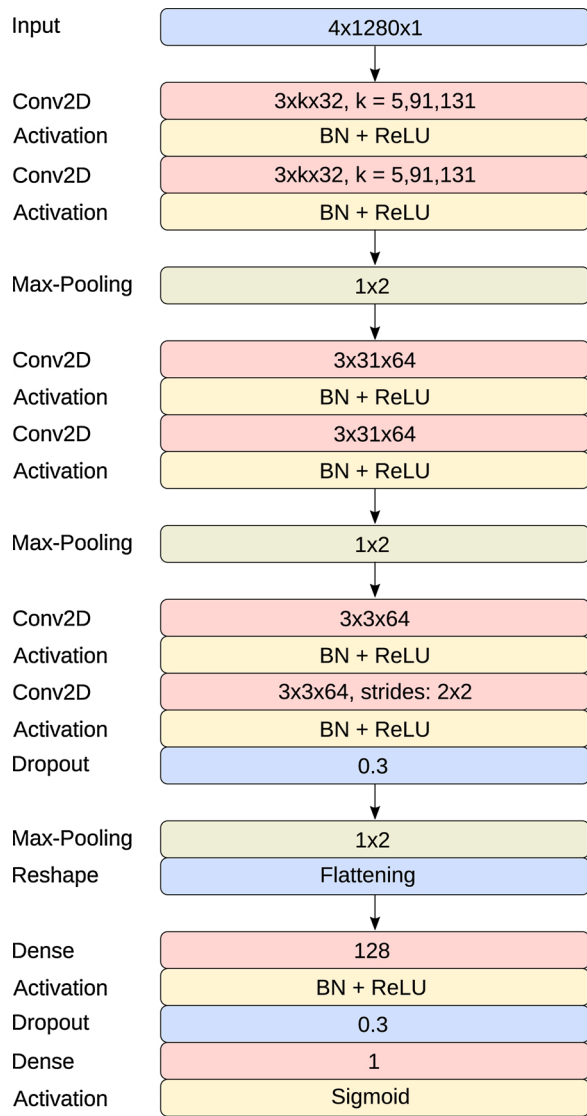 Input 4x1280x1
Conv2D 3xkx32, k = 5,91,131
Activation BN + ReLU
Conv2D 3xkx32, k = 5,91,131
Activation BN + ReLU
Max-Pooling 1x2
Conv2D 3x31x64
Activation BN + ReLU
Conv2D 3x31x64
Activation BN + ReLU
Max-Pooling 1x2
Conv2D 3x3x64
Activation BN + ReLU
Conv2D 3x3x64, strides: 2x2
Activation BN + ReLU
Dropout 0.3
Max-Pooling 1x2
Reshape Flattening
Dense 128
Activation BN + ReLU
Dropout 0.3
Dense 1
Activation Sigmoid